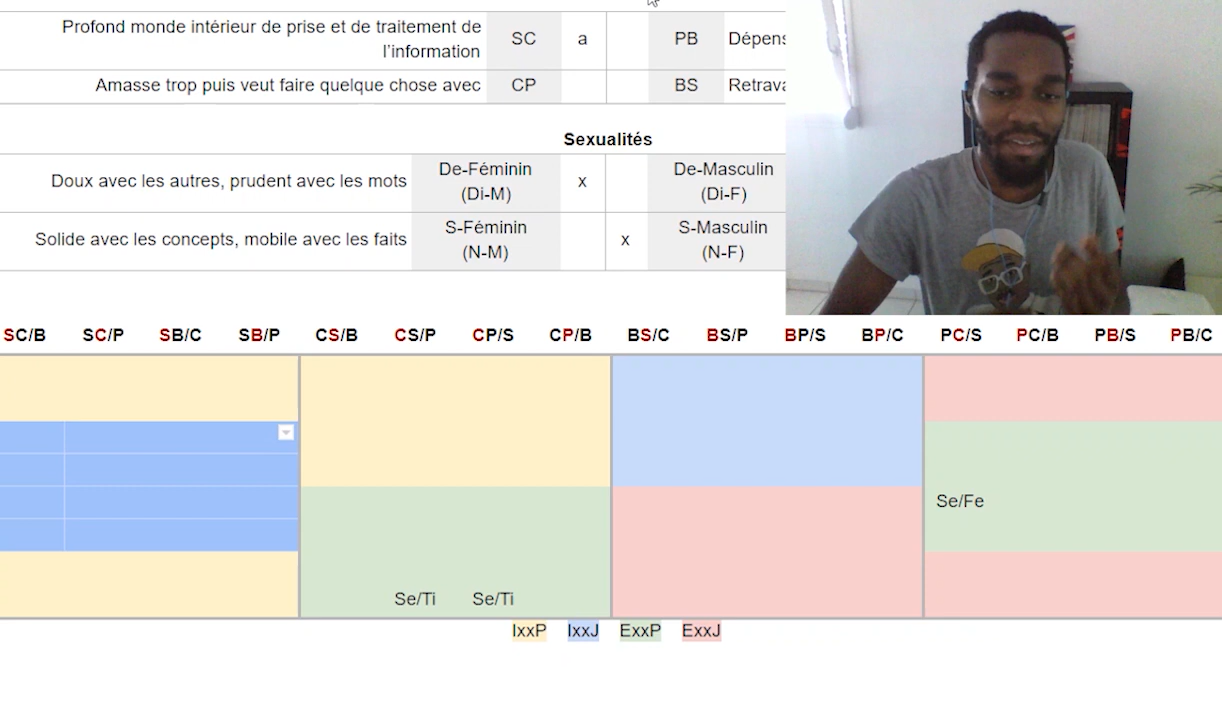 Profond monde intérieur de prise et de traitement de
l'information
SC
a
PB
Dépens
Amasse trop puis veut faire quelque chose avec
CP
BS
Retrava
Sexualités
Doux avec les autres, prudent avec les mots
De-Féminin
(Di-M)
x
De-Masculin
(Di-F)
Solide avec les concepts, mobile avec les faits
S-Féminin
(N-M)
x
S-Masculin
(N-F)
SC/B SC/P SB/C SB/P CS/B CS/P CP/S CP/B BS/C BS/P BP/S BP/C PC/S PC/B PB/S PB/C
Se/Fe
Se/Ti Se/Ti
IxxP IxxJ ExxP ExxJ